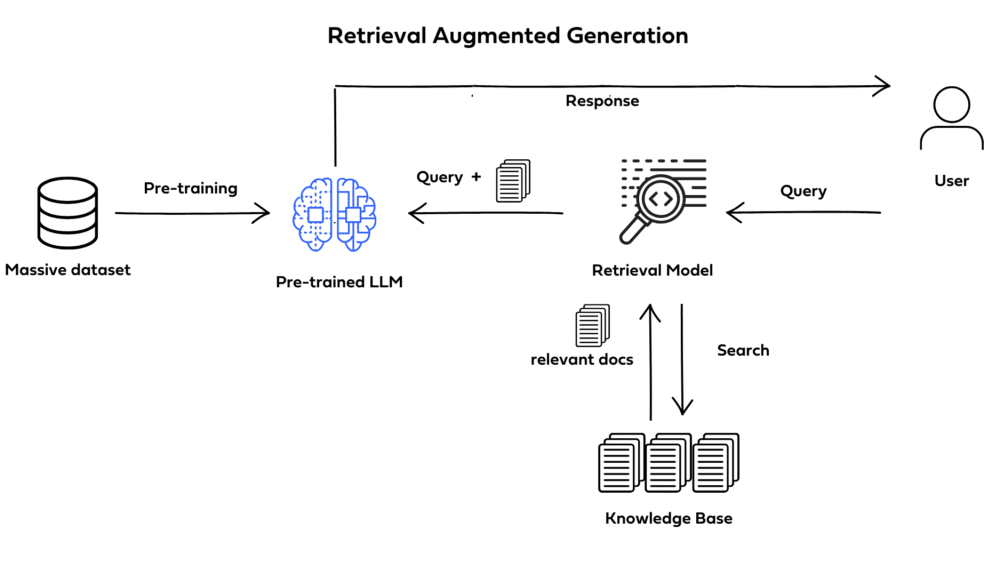 Retrieval Augmented Generation
Response
Pre-training
Query +
Query
User
Massive dataset
Pre-trained LLM
Retrieval Model
relevant docs
Search
Knowledge Base